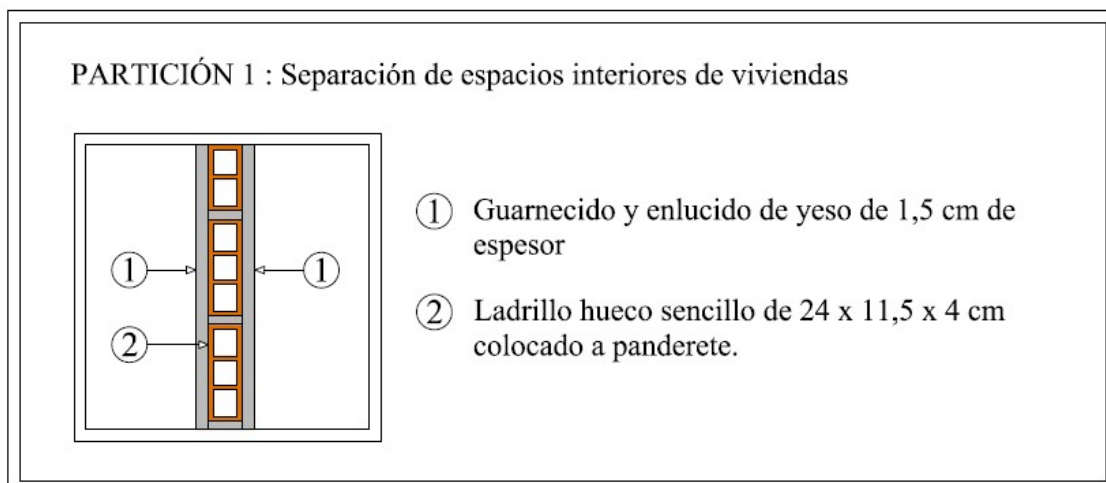 PARTICIÓN 1 : Separación de espacios interiores de viviendas
1 Guarnecido y enlucido de yeso de 1,5 cm de
espesor
1 1
2 Ladrillo hueco sencillo de 24 x 11,5 x 4 cm
colocado a panderete.
2